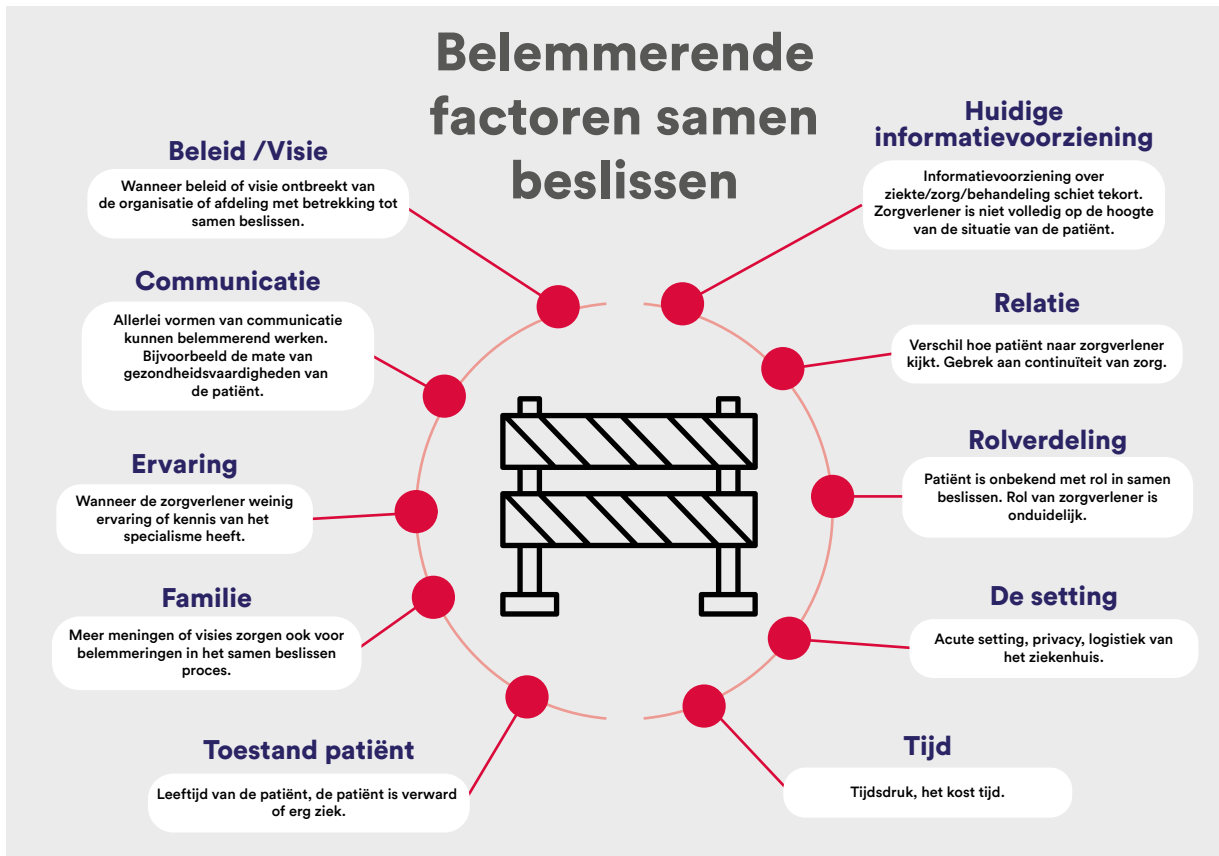 Belemmerende
factoren samen
beslissen
Beleid /Visie
Wanneer beleid of visie ontbreekt van
de organisatie of afdeling met betrekking tot
samen beslissen.
Communicatie
Allerlei vormen van communicatie
kunnen belemmerend werken.
Bijvoorbeeld de mate van
gezondheidsvaardigheden van
de patiënt.
Ervaring
Wanneer de zorgverlener weinig
ervaring of kennis van het
specialisme heeft.
Familie
Meer meningen of visies zorgen ook voor
belemmeringen in het samen beslissen
proces.
Toestand patiënt
Leeftijd van de patiënt, de patiënt is verward
of erg ziek.
Huidige
informatievoorziening
Informatievoorziening over
ziekte/zorg/behandeling schiet tekort.
Zorgverlener is niet volledig op de hoogte
van de situatie van de patiënt.
Relatie
Verschil hoe patiënt naar zorgverlener
kijkt. Gebrek aan continuïteit van zorg.
Rolverdeling
Patiënt is onbekend met rol in samen
beslissen. Rol van zorgverlener is
onduidelijk.
De setting
Acute setting, privacy, logistiek van
het ziekenhuis.
Tijd
Tijdsdruk, het kost tijd.